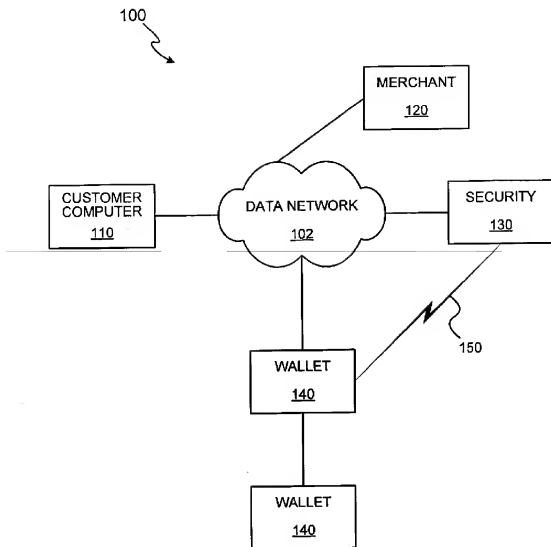 100
MERCHANT
120
CUSTOMER
COMPUTER
110
DATA NETWORK
102
SECURITY
130
150
WALLET
140
WALLET
140